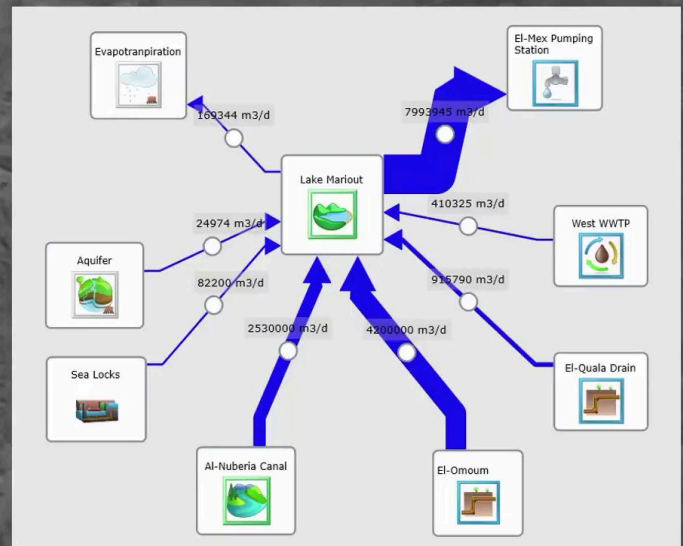 Evapotranpiration
El-Mex Pumping
Station
169344 m3/d
7993945 m3/d
Lake Mariout
410325 m3/d
West WWTP
24974 m3/d
Aquifer
82200 m3/d
915790 m3/d
2530000 m3/d
4200000 m3/d
Sea Locks
El-Quala Drain
Al-Nuberia Canal
El-Omoum